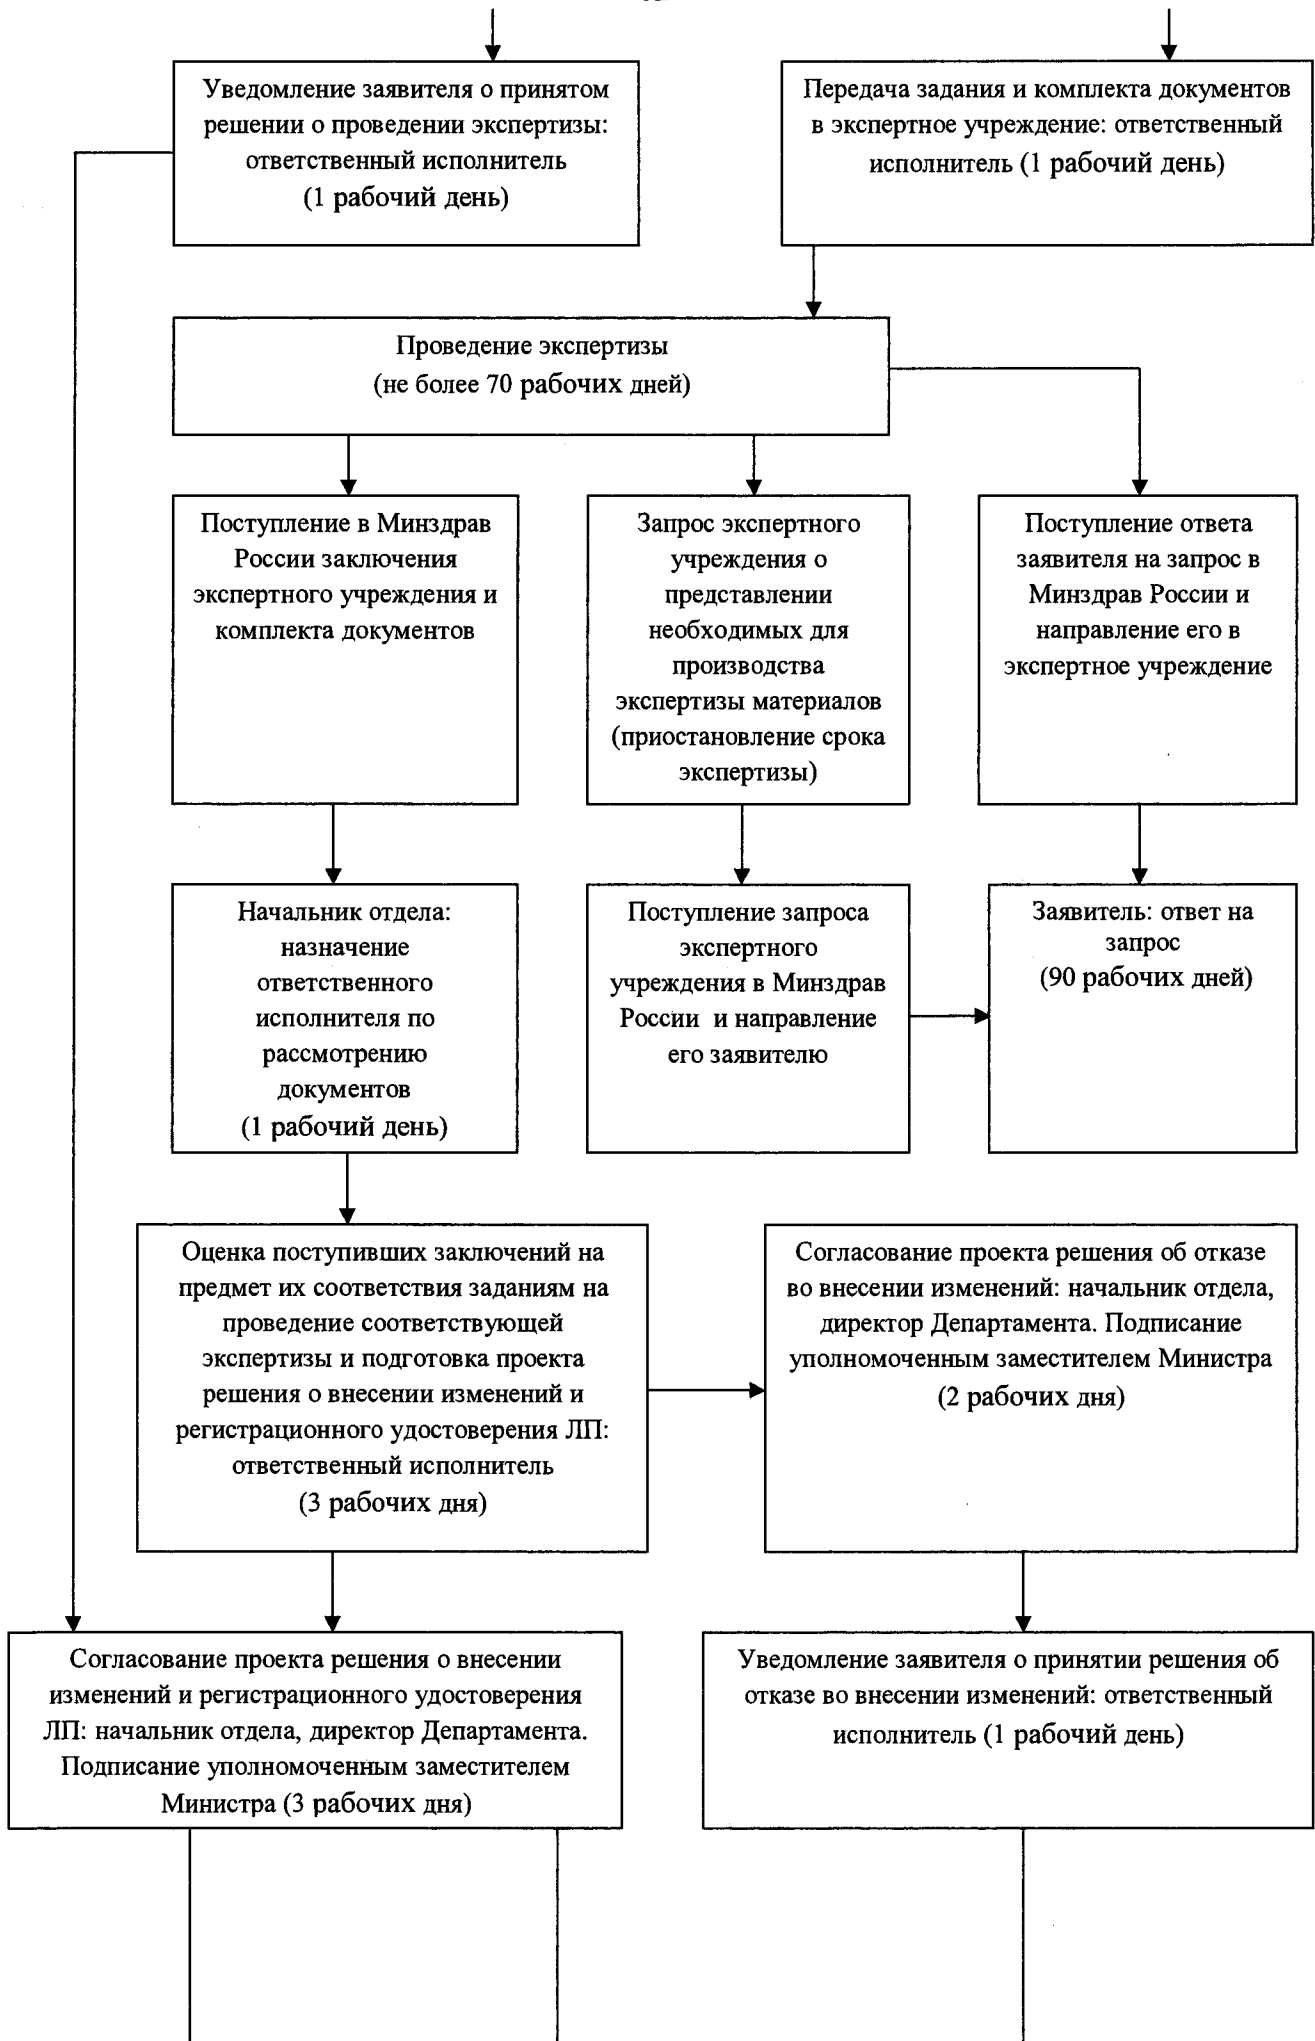 Уведомление заявителя о принятом
решении о проведении экспертизы:
ответственный исполнитель
(1 рабочий день)
Передача задания и комплекта документов
в экспертное учреждение: ответственный
исполнитель (1 рабочий день)
Проведение экспертизы
(не более 70 рабочих дней)
Поступление в Минздрав
России заключения
экспертного учреждения и
комплекта документов
Запрос экспертного
учреждения о
представлении
необходимых для
производства
экспертизы материалов
(приостановление срока
экспертизы)
Поступление ответа
заявителя на запрос в
Минздрав России и
направление его в
экспертное учреждение
Начальник отдела:
назначение
ответственного
исполнителя по
рассмотрению
документов
(1 рабочий день)
Поступление запроса
экспертного
учреждения в Минздрав
России и направление
его заявителю
Заявитель: ответ на
запрос
(90 рабочих дней)
Оценка поступивших заключений на
предмет их соответствия заданиям на
проведение соответствующей
экспертизы и подготовка проекта
решения о внесении изменений и
регистрационного удостоверения ЛП:
ответственный исполнитель
(3 рабочих дня)
Согласование проекта решения об отказе
во внесении изменений: начальник отдела,
директор Департамента. Подписание
уполномоченным заместителем Министра
(2 рабочих дня)
Согласование проекта решения о внесении
изменений и регистрационного удостоверения
ЛП: начальник отдела, директор Департамента.
Подписание уполномоченным заместителем
Министра (3 рабочих дня)
Уведомление заявителя о принятии решения об
отказе во внесении изменений: ответственный
исполнитель (1 рабочий день)